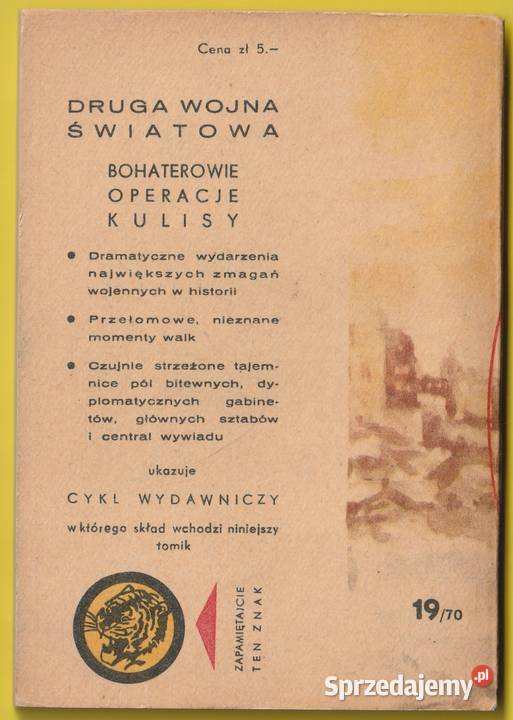 Cena zł 5.—
DRUGA WOJNA
ŚWIATOWA
BOHATEROWIE
OPERACJE
KULISY
● Dramatyczne wydarzenia
największych zmagań
wojennych w historii
● Przełomowe, nieznane
momenty walk
● Czujnie strzeżone tajem-
nice pól bitewnych, dy-
plomatycznych gabine-
tów, głównych sztabów
i central wywiadu
ukazuje
CYKL WYDAWNICZY
w którego skład wchodzi niniejszy
tomik
ZAPAMIĘTAJCIE
TEN ZNAK
19/70
Sprzedajemy.pl